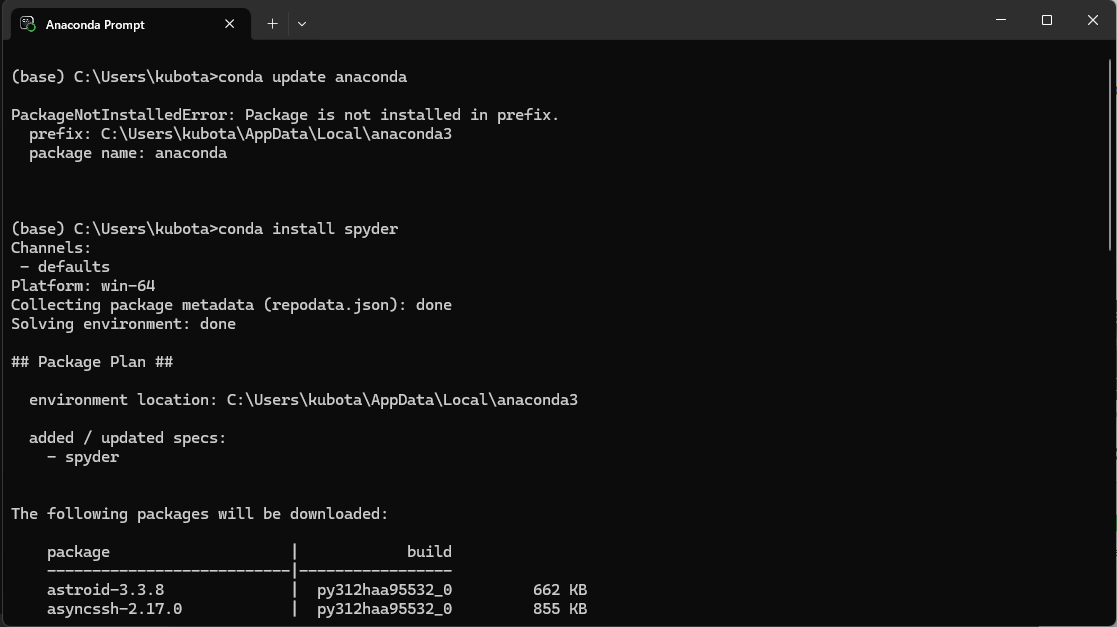 Anaconda Prompt
(base) C:\Users\kubota>conda update anaconda
PackageNotInstalledError: Package is not installed in prefix.
  prefix: C:\Users\kubota\AppData\Local\anaconda3
  package name: anaconda
(base) C:\Users\kubota>conda install spyder
Channels:
 - defaults
Platform: win-64
Collecting package metadata (repodata.json): done
Solving environment: done
## Package Plan ##
  environment location: C:\Users\kubota\AppData\Local\anaconda3
  added / updated specs:
    - spyder
The following packages will be downloaded:
    package                    |            build
    ---------------------------|-----------------
    astroid-3.3.8              |  py312haa95532_0         662 KB
    asyncssh-2.17.0            |  py312haa95532_0         855 KB